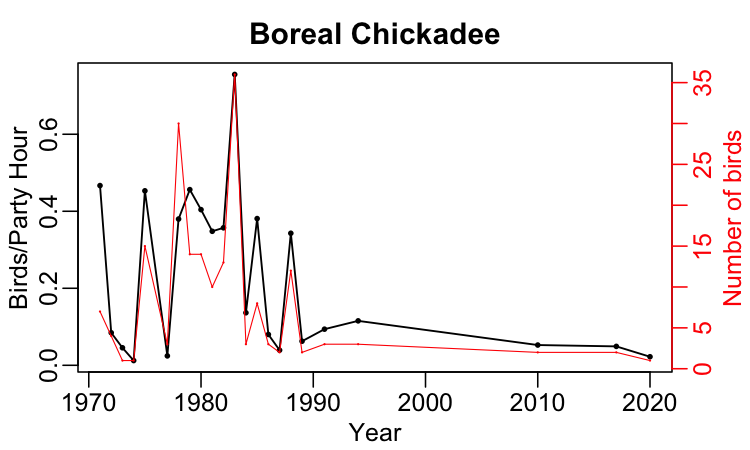 Boreal Chickadee
Birds/Party Hour
0.0 0.2 0.4 0.6
1970 1980 1990 2000 2010 2020
Year
0 5 15 25 35
Number of birds